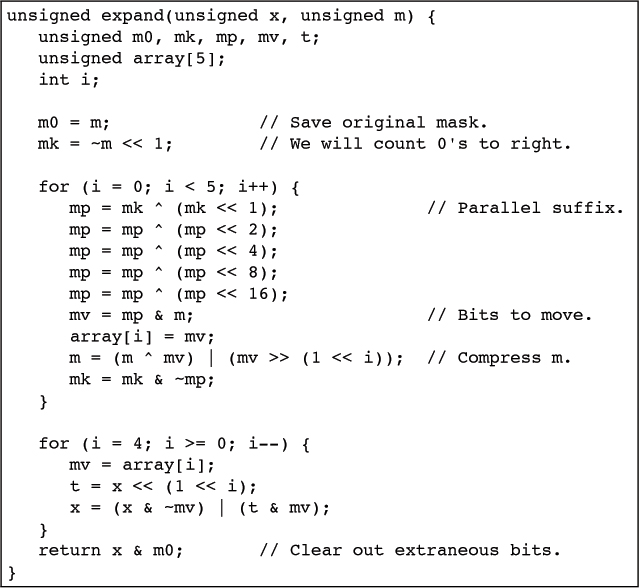 unsigned expand(unsigned x, unsigned m) {
   unsigned m0, mk, mp, mv, t;
   unsigned array[5];
   int i;

   m0 = m;              // Save original mask.
   mk = ~m << 1;        // We will count 0's to right.

   for (i = 0; i < 5; i++) {
      mp = mk ^ (mk << 1);              // Parallel suffix.
      mp = mp ^ (mp << 2);
      mp = mp ^ (mp << 4);
      mp = mp ^ (mp << 8);
      mp = mp ^ (mp << 16);
      mv = mp & m;                      // Bits to move.
      array[i] = mv;
      m = (m ^ mv) | (mv >> (1 << i));  // Compress m.
      mk = mk & ~mp;
   }

   for (i = 4; i >= 0; i--) {
      mv = array[i];
      t = x << (1 << i);
      x = (x & ~mv) | (t & mv);
   }
   return x & m0;       // Clear out extraneous bits.
}